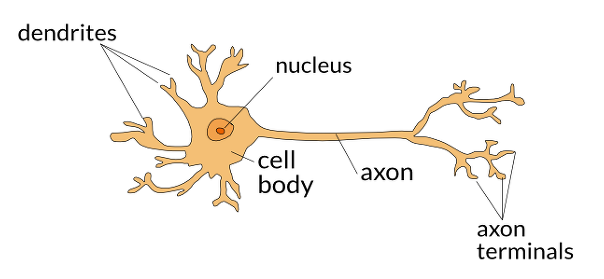 dendrites
nucleus
cell
body
axon
axon
terminals